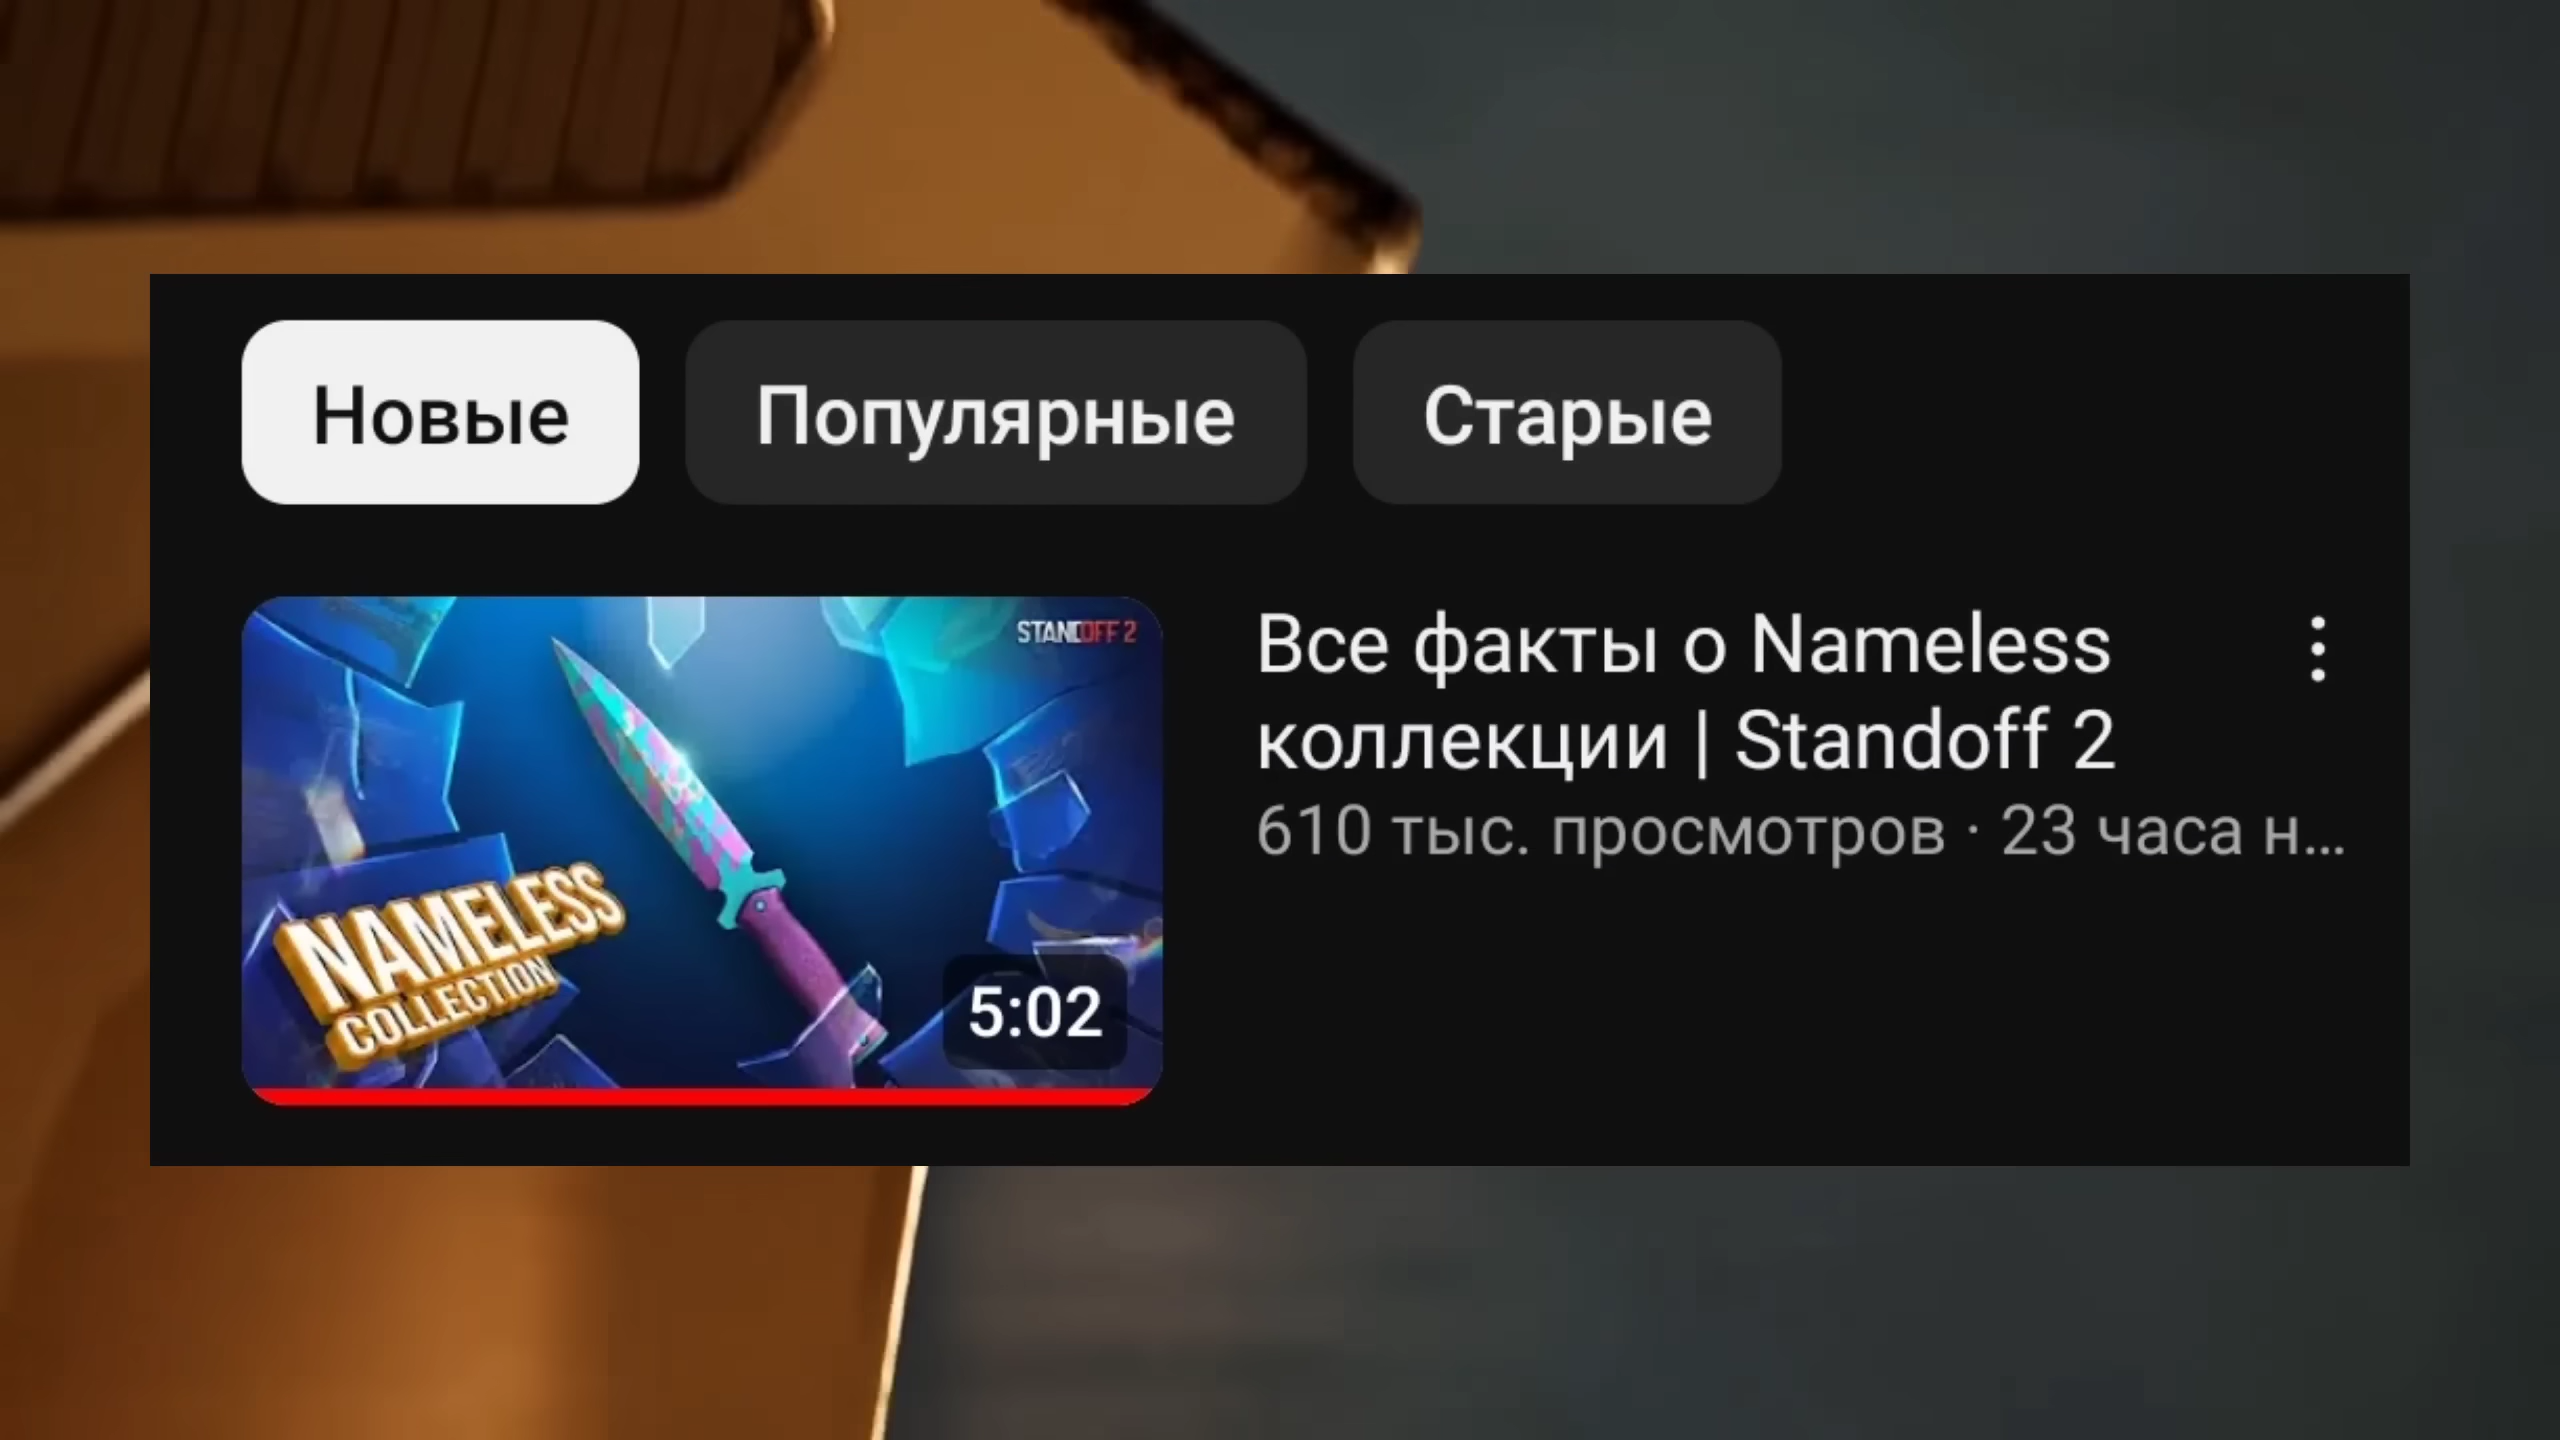 Новые
Популярные
Старые
STANDOFF 2
NAMELESS
COLLECTION
5:02
Все факты о Nameless
коллекции | Standoff 2
610 тыс. просмотров · 23 часа н...